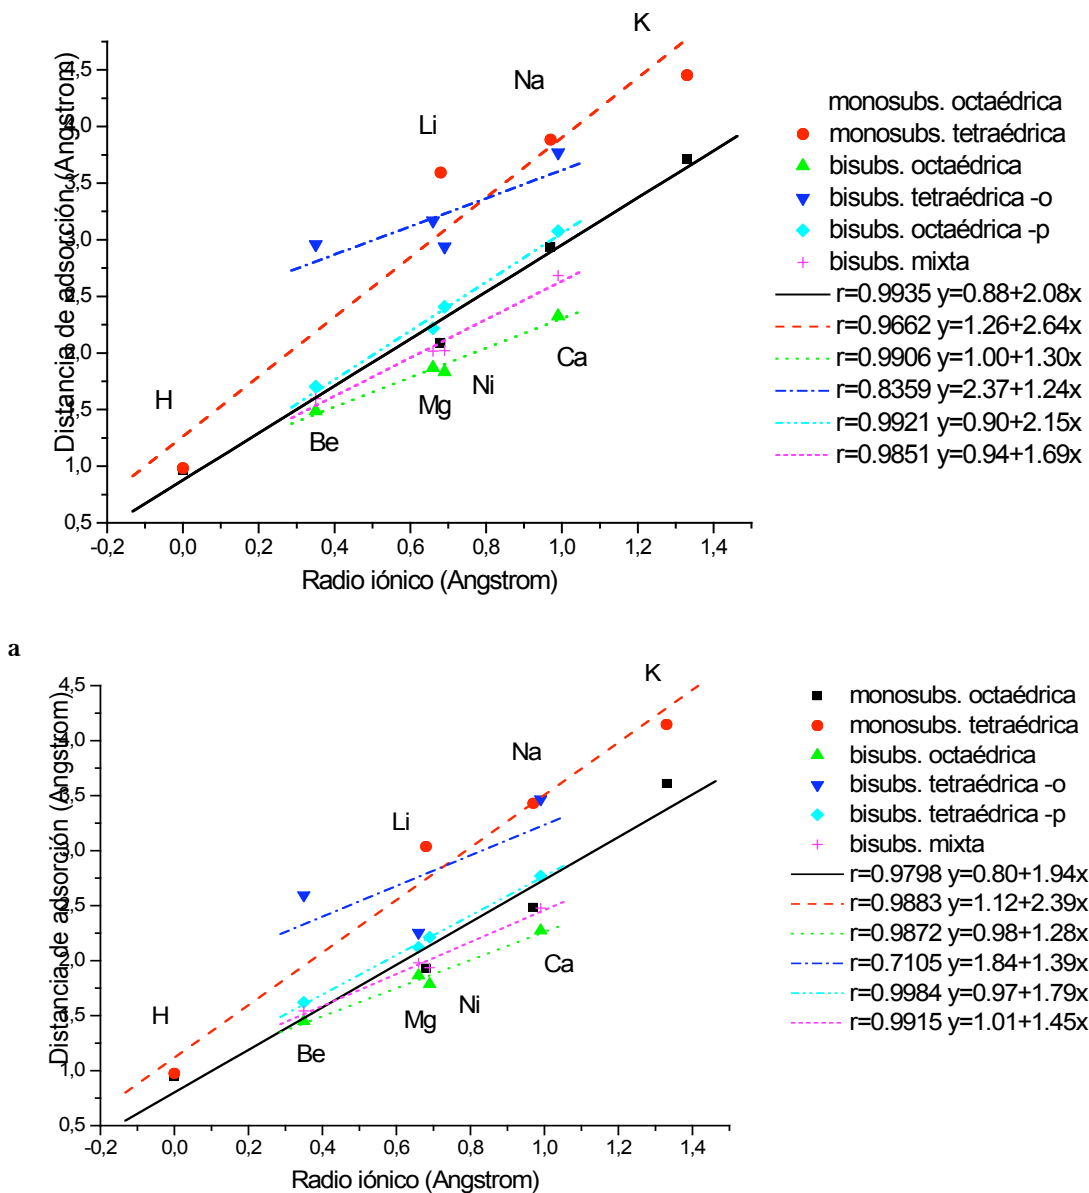 K
Na
Li
H
Be
Mg
Ni
Ca
Distancia de adsorción (Angstrom)
4,5
4,0
3,5
3,0
2,5
2,0
1,5
1,0
0,5
-0,2 0,0 0,2 0,4 0,6 0,8 1,0 1,2 1,4
Radio iónico (Angstrom)
monosubs. octaédrica
monosubs. tetraédrica
bisubs. octaédrica
bisubs. tetraédrica -o
bisubs. octaédrica -p
bisubs. mixta
r=0.9935 y=0.88+2.08x
r=0.9662 y=1.26+2.64x
r=0.9906 y=1.00+1.30x
r=0.8359 y=2.37+1.24x
r=0.9921 y=0.90+2.15x
r=0.9851 y=0.94+1.69x
a
K
Na
Li
H
Be
Mg
Ni
Ca
Distancia de adsorción (Angstrom)
4,5
4,0
3,5
3,0
2,5
2,0
1,5
1,0
0,5
-0,2 0,0 0,2 0,4 0,6 0,8 1,0 1,2 1,4
Radio iónico (Angstrom)
monosubs. octaédrica
monosubs. tetraédrica
bisubs. octaédrica
bisubs. tetraédrica -o
bisubs. tetraédrica -p
bisubs. mixta
r=0.9798 y=0.80+1.94x
r=0.9883 y=1.12+2.39x
r=0.9872 y=0.98+1.28x
r=0.7105 y=1.84+1.39x
r=0.9984 y=0.97+1.79x
r=0.9915 y=1.01+1.45x